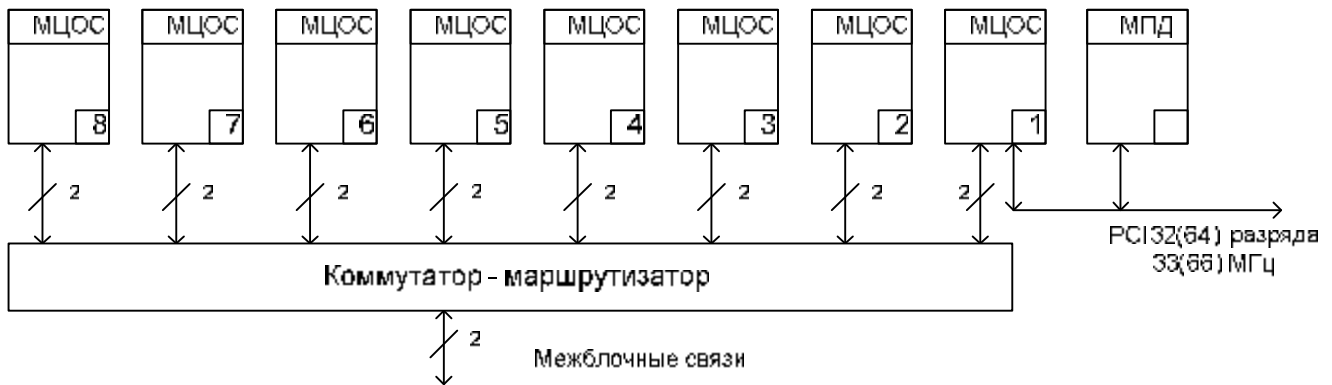 МЦОС МЦОС МЦОС МЦОС МЦОС МЦОС МЦОС МЦОС МПД
8 7 6 5 4 3 2 1
2 2 2 2 2 2 2 2
PCI32(64) разряда
33(66) МГц
Коммутатор - маршрутизатор
2
Межблочные связи